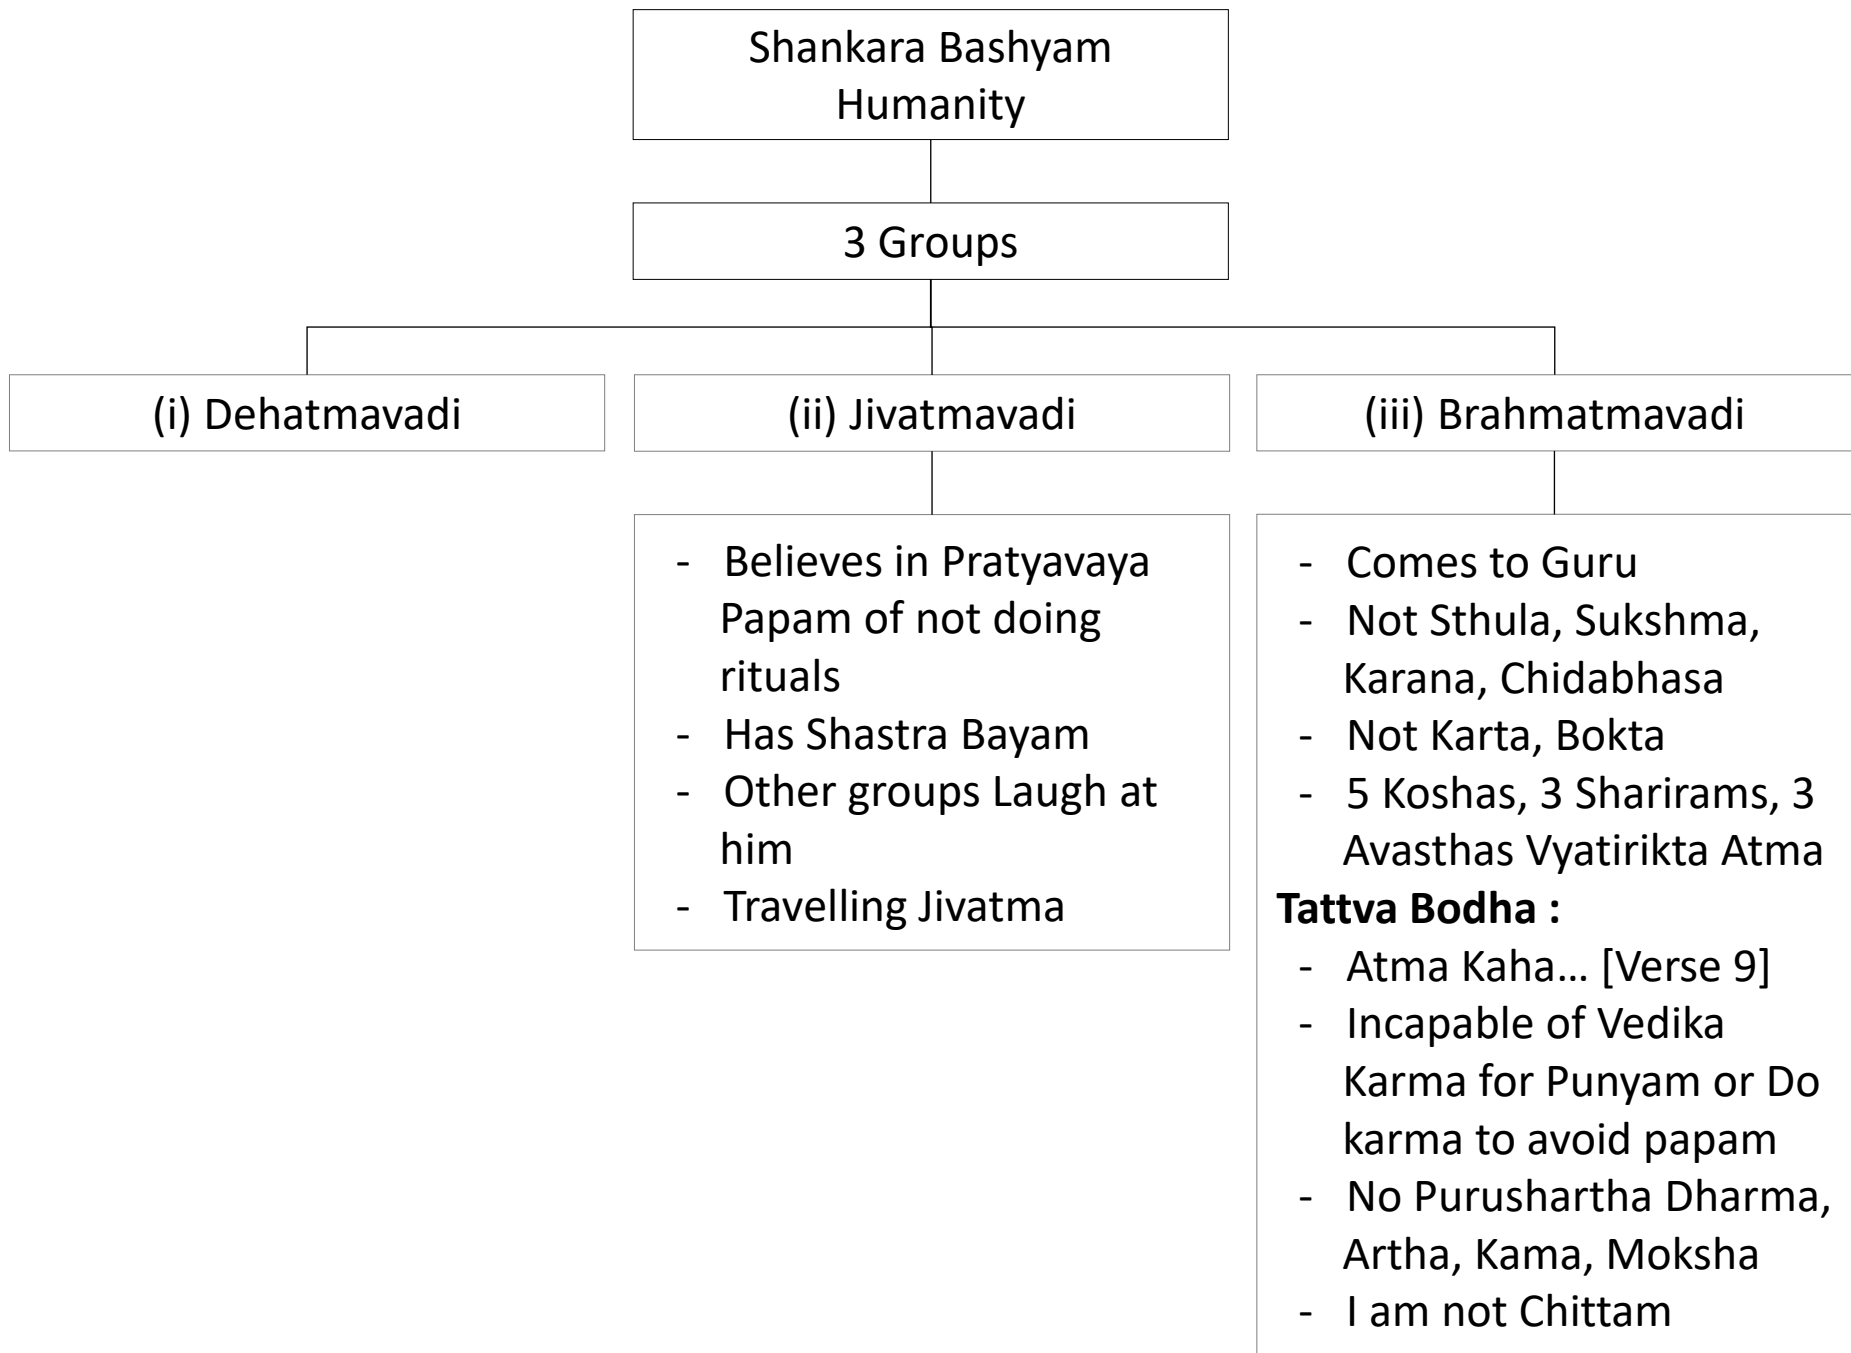 Shankara Bashyam
Humanity
3 Groups
(i) Dehatmavadi
(ii) Jivatmavadi
(iii) Brahmatmavadi
- Believes in Pratyavaya
Papam of not doing
rituals
- Has Shastra Bayam
- Other groups Laugh at
him
- Travelling Jivatma
- Comes to Guru
- Not Sthula, Sukshma,
Karana, Chidabhasa
- Not Karta, Bokta
- 5 Koshas, 3 Sharirams, 3
Avasthas Vyatirikta Atma
Tattva Bodha :
- Atma Kaha… [Verse 9]
- Incapable of Vedika
Karma for Punyam or Do
karma to avoid papam
- No Purushartha Dharma,
Artha, Kama, Moksha
- I am not Chittam